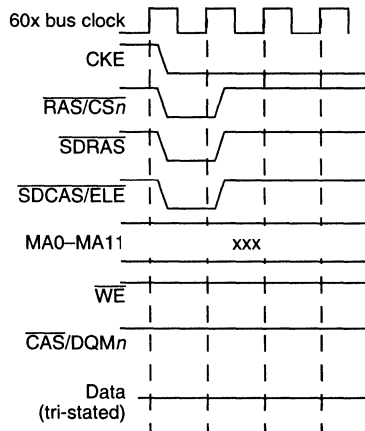 60x bus clock
CKE
RAS/CSn
SDRAS
SDCAS/ELE
MA0–MA11
xxx
WE
CAS/DQMn
Data
(tri-stated)